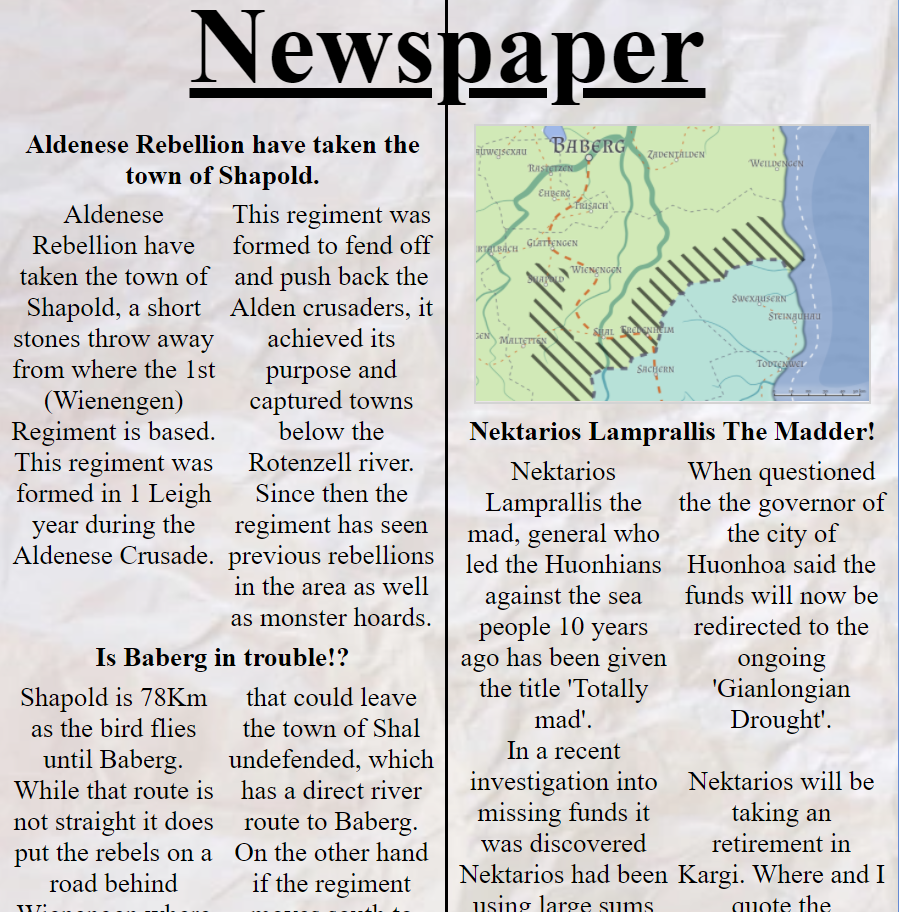 Newspaper
Aldenese Rebellion have taken the
town of Shapold.
Aldenese
Rebellion have
taken the town of
Shapold, a short
stones throw away
from where the 1st
(Wienengen)
Regiment is based.
This regiment was
formed in 1 Leigh
year during the
Aldenese Crusade.
This regiment was
formed to fend off
and push back the
Alden crusaders, it
achieved its
purpose and
captured towns
below the
Rotenzell river.
Since then the
regiment has seen
previous rebellions
in the area as well
as monster hoards.
Is Baberg in trouble!?
Shapold is 78Km
as the bird flies
until Baberg.
While that route is
not straight it does
put the rebels on a
road behind
Wienengen where
that could leave
the town of Shal
undefended, which
has a direct river
route to Baberg.
On the other hand
if the regiment
moves south to
Baberg
Zadentalden
Weildengen
Rastetzen
Ehberg
Trisach
Glattengen
Wienengen
Shapold
Swexausern
Steinauhau
Shal
Maltetten
Sachern
Nektarios Lamprallis The Madder!
Nektarios
Lamprallis the
mad, general who
led the Huonhians
against the sea
people 10 years
ago has been given
the title 'Totally
mad'.
In a recent
investigation into
missing funds it
was discovered
Nektarios had been
using large sums
When questioned
the the governor of
the city of
Huonhoa said the
funds will now be
redirected to the
ongoing
'Gianlongian
Drought'.
Nektarios will be
taking an
retirement in
Kargi. Where and I
quote the